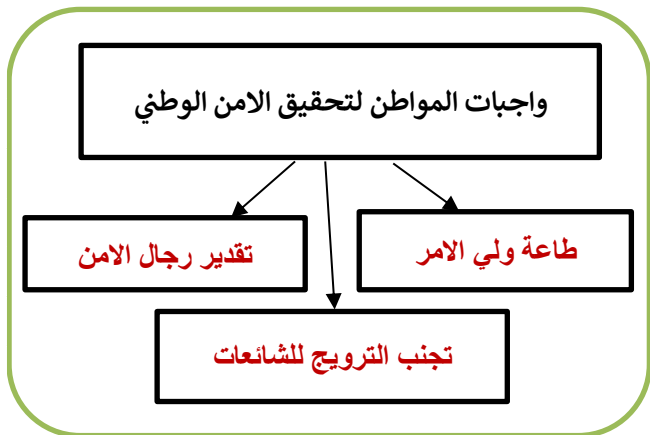 واجبات المواطن لتحقيق الامن الوطني
طاعة ولي الامر
تقدير رجال الامن
تجنب الترويج للشائعات